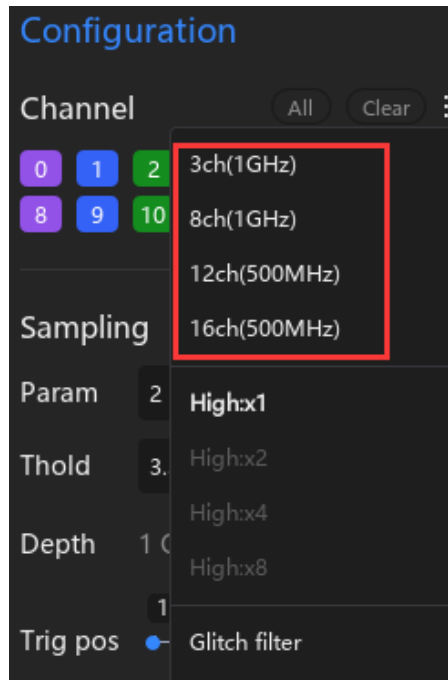 Configuration
Channel All Clear
0 1 2
8 9 10
3ch(1GHz)
8ch(1GHz)
12ch(500MHz)
16ch(500MHz)
Sampling
Param 2
High:x1
Thold 3.
High:x2
High:x4
Depth 1 G
High:x8
1
Trig pos
Glitch filter